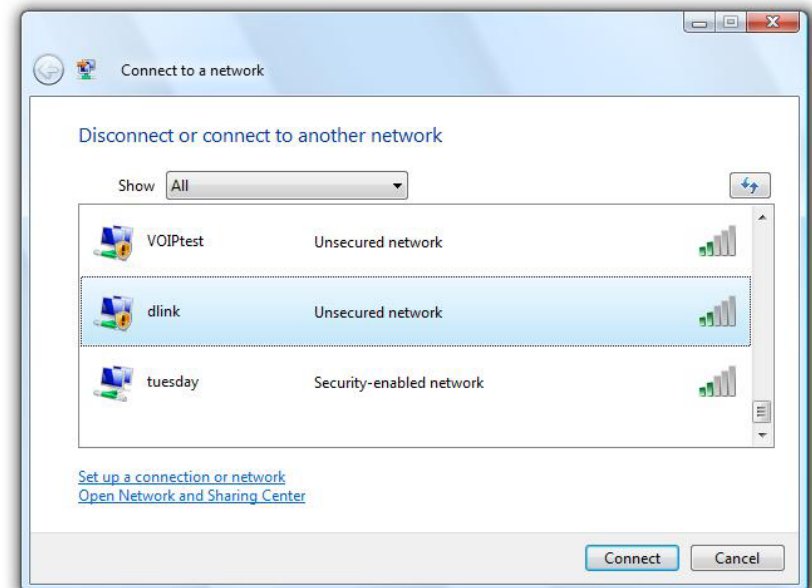 Connect to a network
Disconnect or connect to another network
Show All
VOIPtest Unsecured network
dlink Unsecured network
tuesday Security-enabled network
Set up a connection or network
Open Network and Sharing Center
Connect Cancel